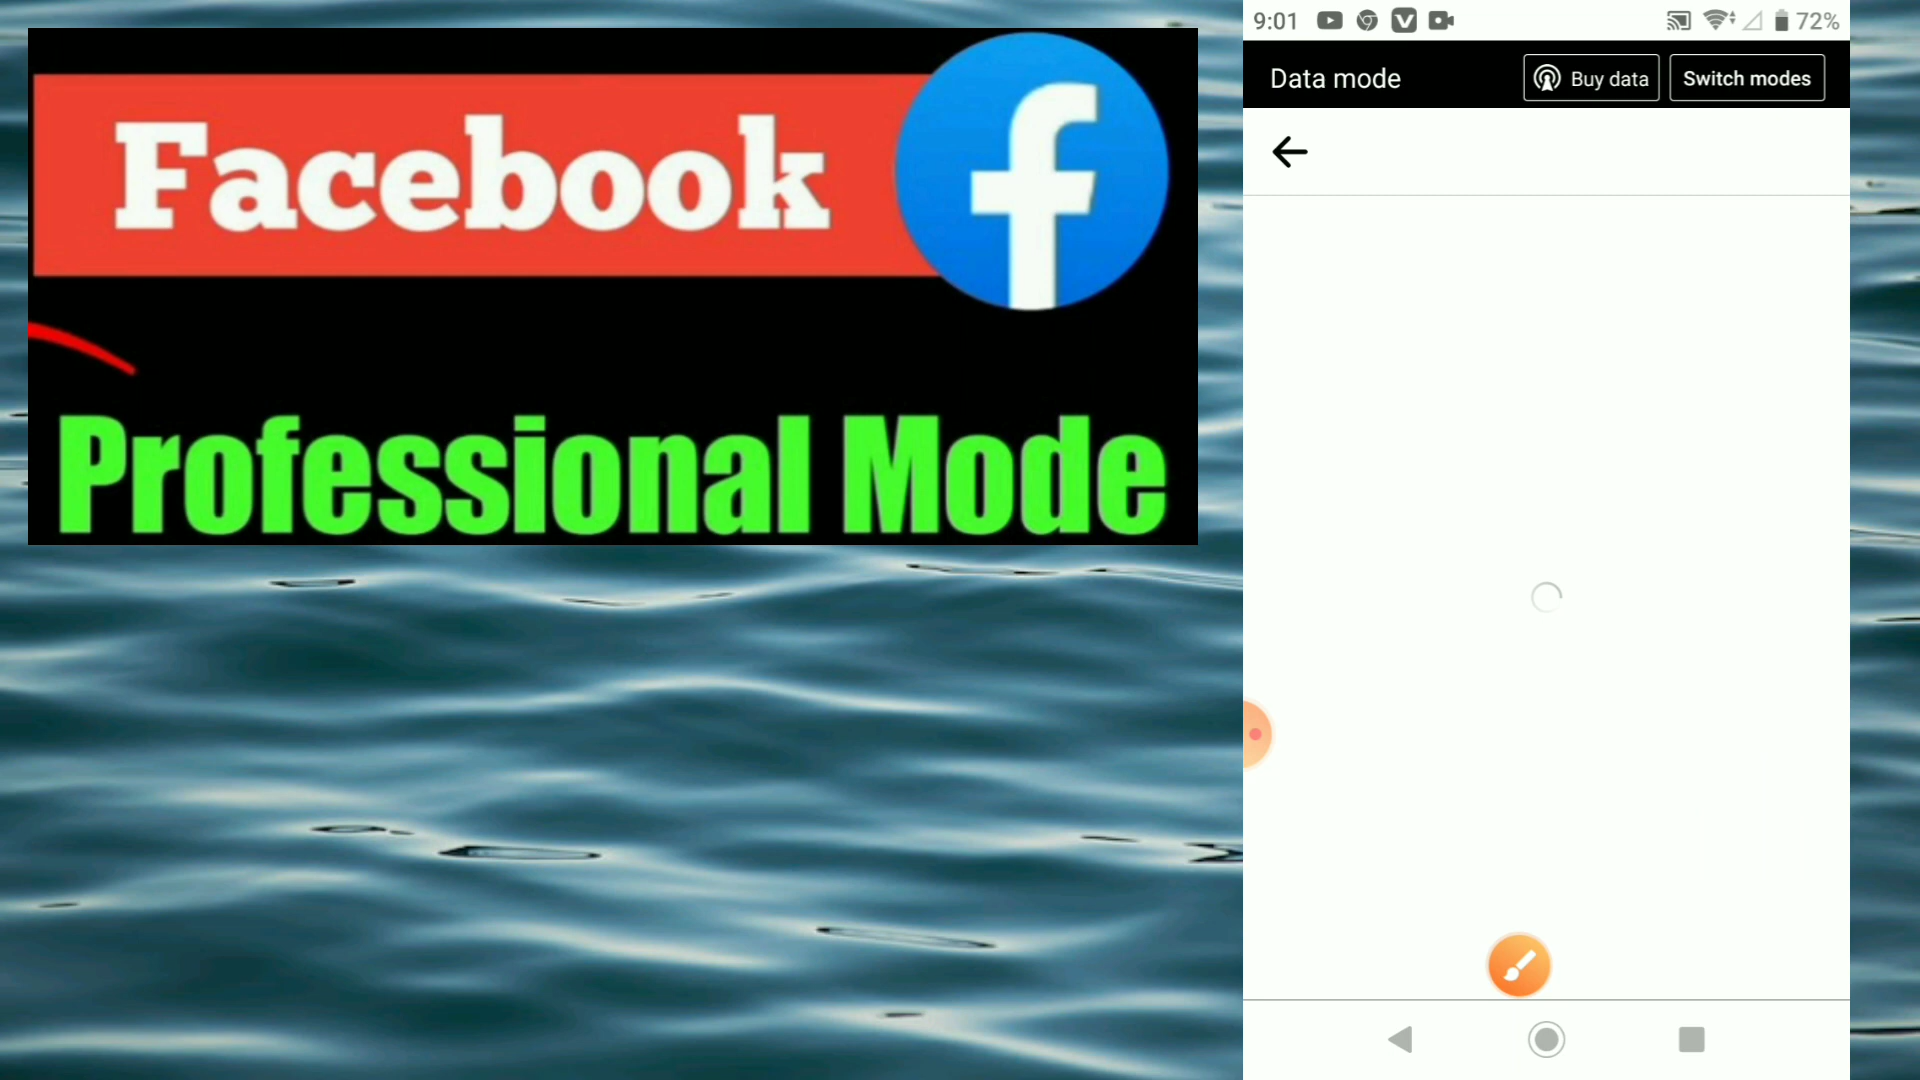 Facebook
f
Professional Mode
9:01
72%
Data mode
Buy data
Switch modes